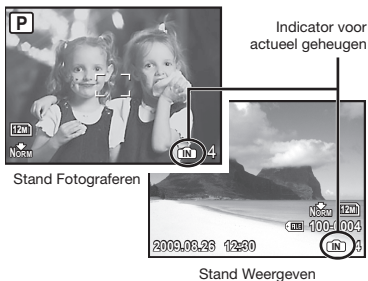 Indicator voor
actueel geheugen
P
12M
NORM
IN 4
Stand Fotograferen
NORM 12M
100-0004
2009.08.26 12:30
IN 4
Stand Weergeven